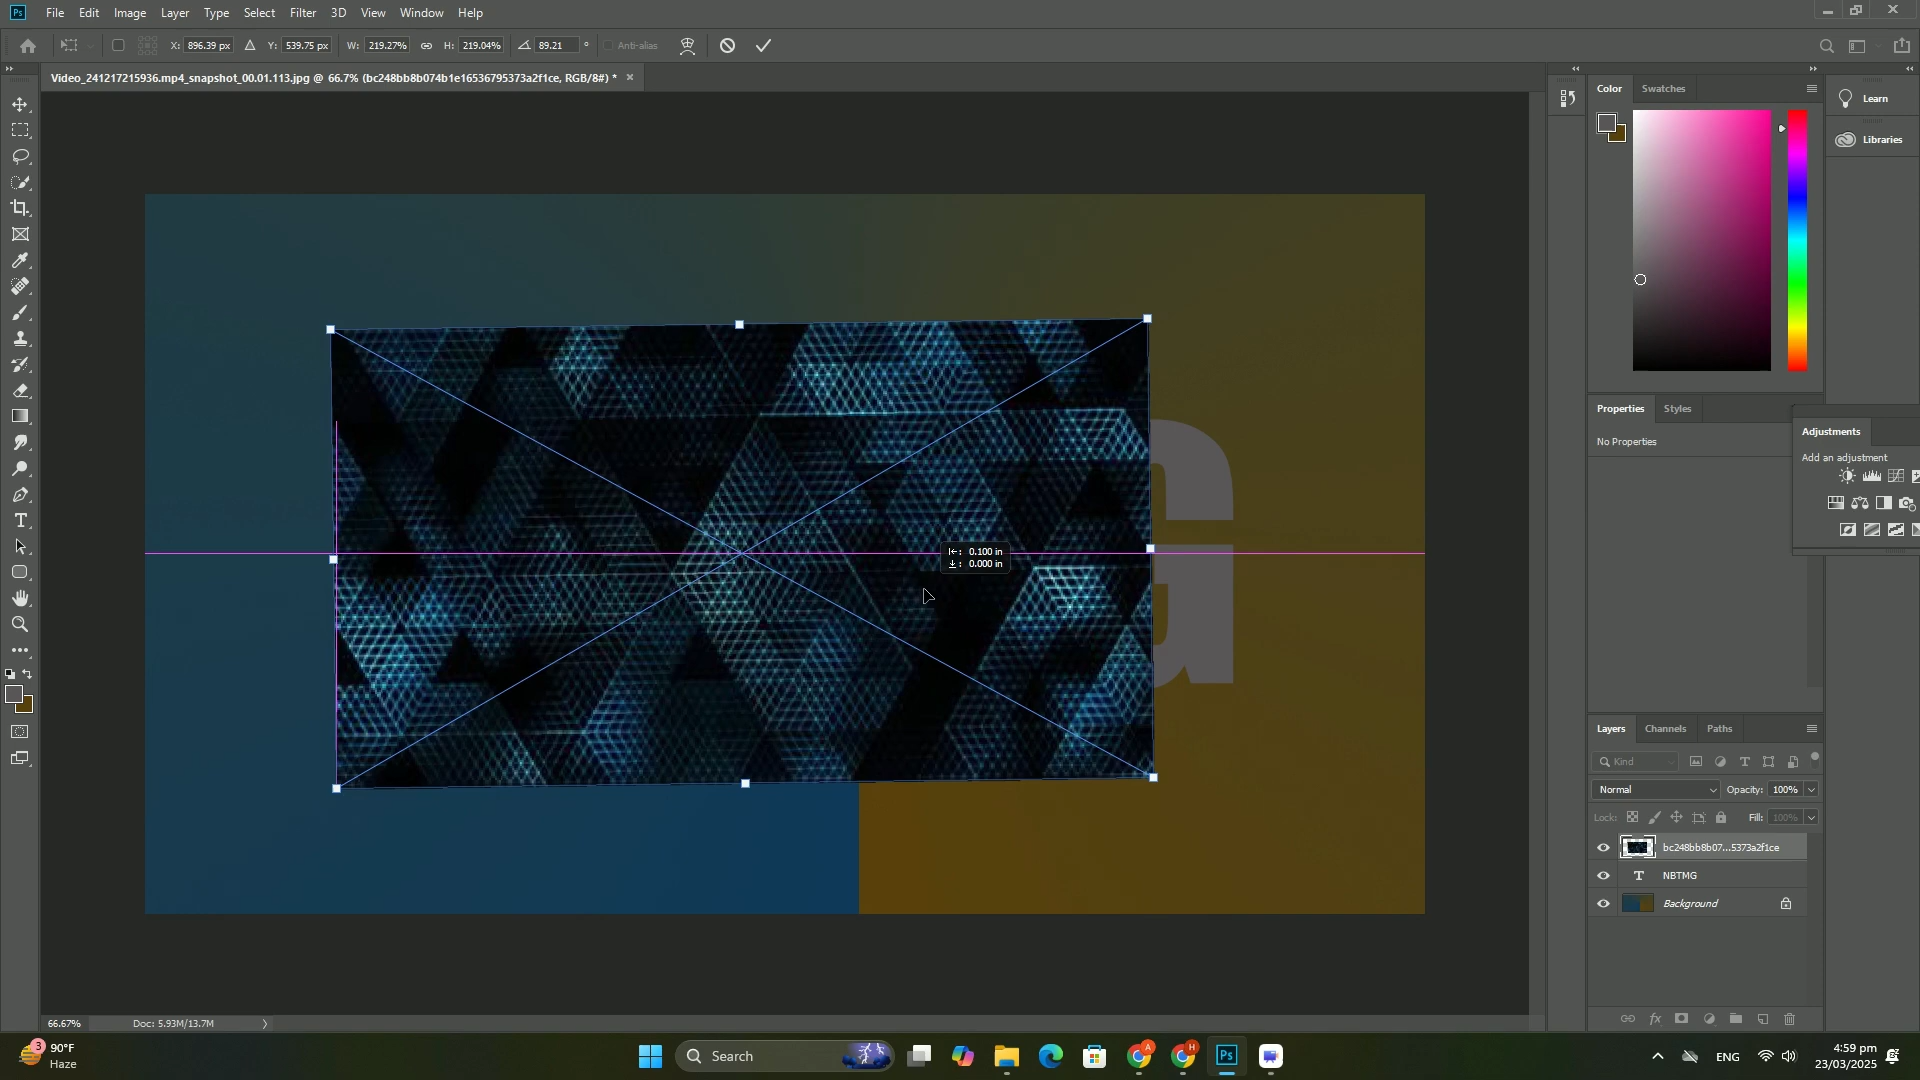 Ps File Edit Image Layer Type Select Filter 3D View Window Help
X: 896.39 px Y: 539.75 px W: 219.27% H: 219.04% 89.21 ° Anti-alias
Video_241217215936.mp4_snapshot_00.01.113.jpg @ 66.7% (bc248bb8b074b1e16536795373a2f1ce, RGB/8#) *
Color Swatches
Learn
Libraries
Properties Styles
No Properties
Adjustments
Add an adjustment
G
0.100 in
0.000 in
Layers Channels Paths
Kind
Normal Opacity: 100%
Lock: Fill: 100%
bc248bb8b07...5373a2f1ce
T NBTMG
Background
66.67% Doc: 5.93M/13.7M
3 90°F
Haze
Search
A
H
Ps
ENG
4:59 pm
23/03/2025